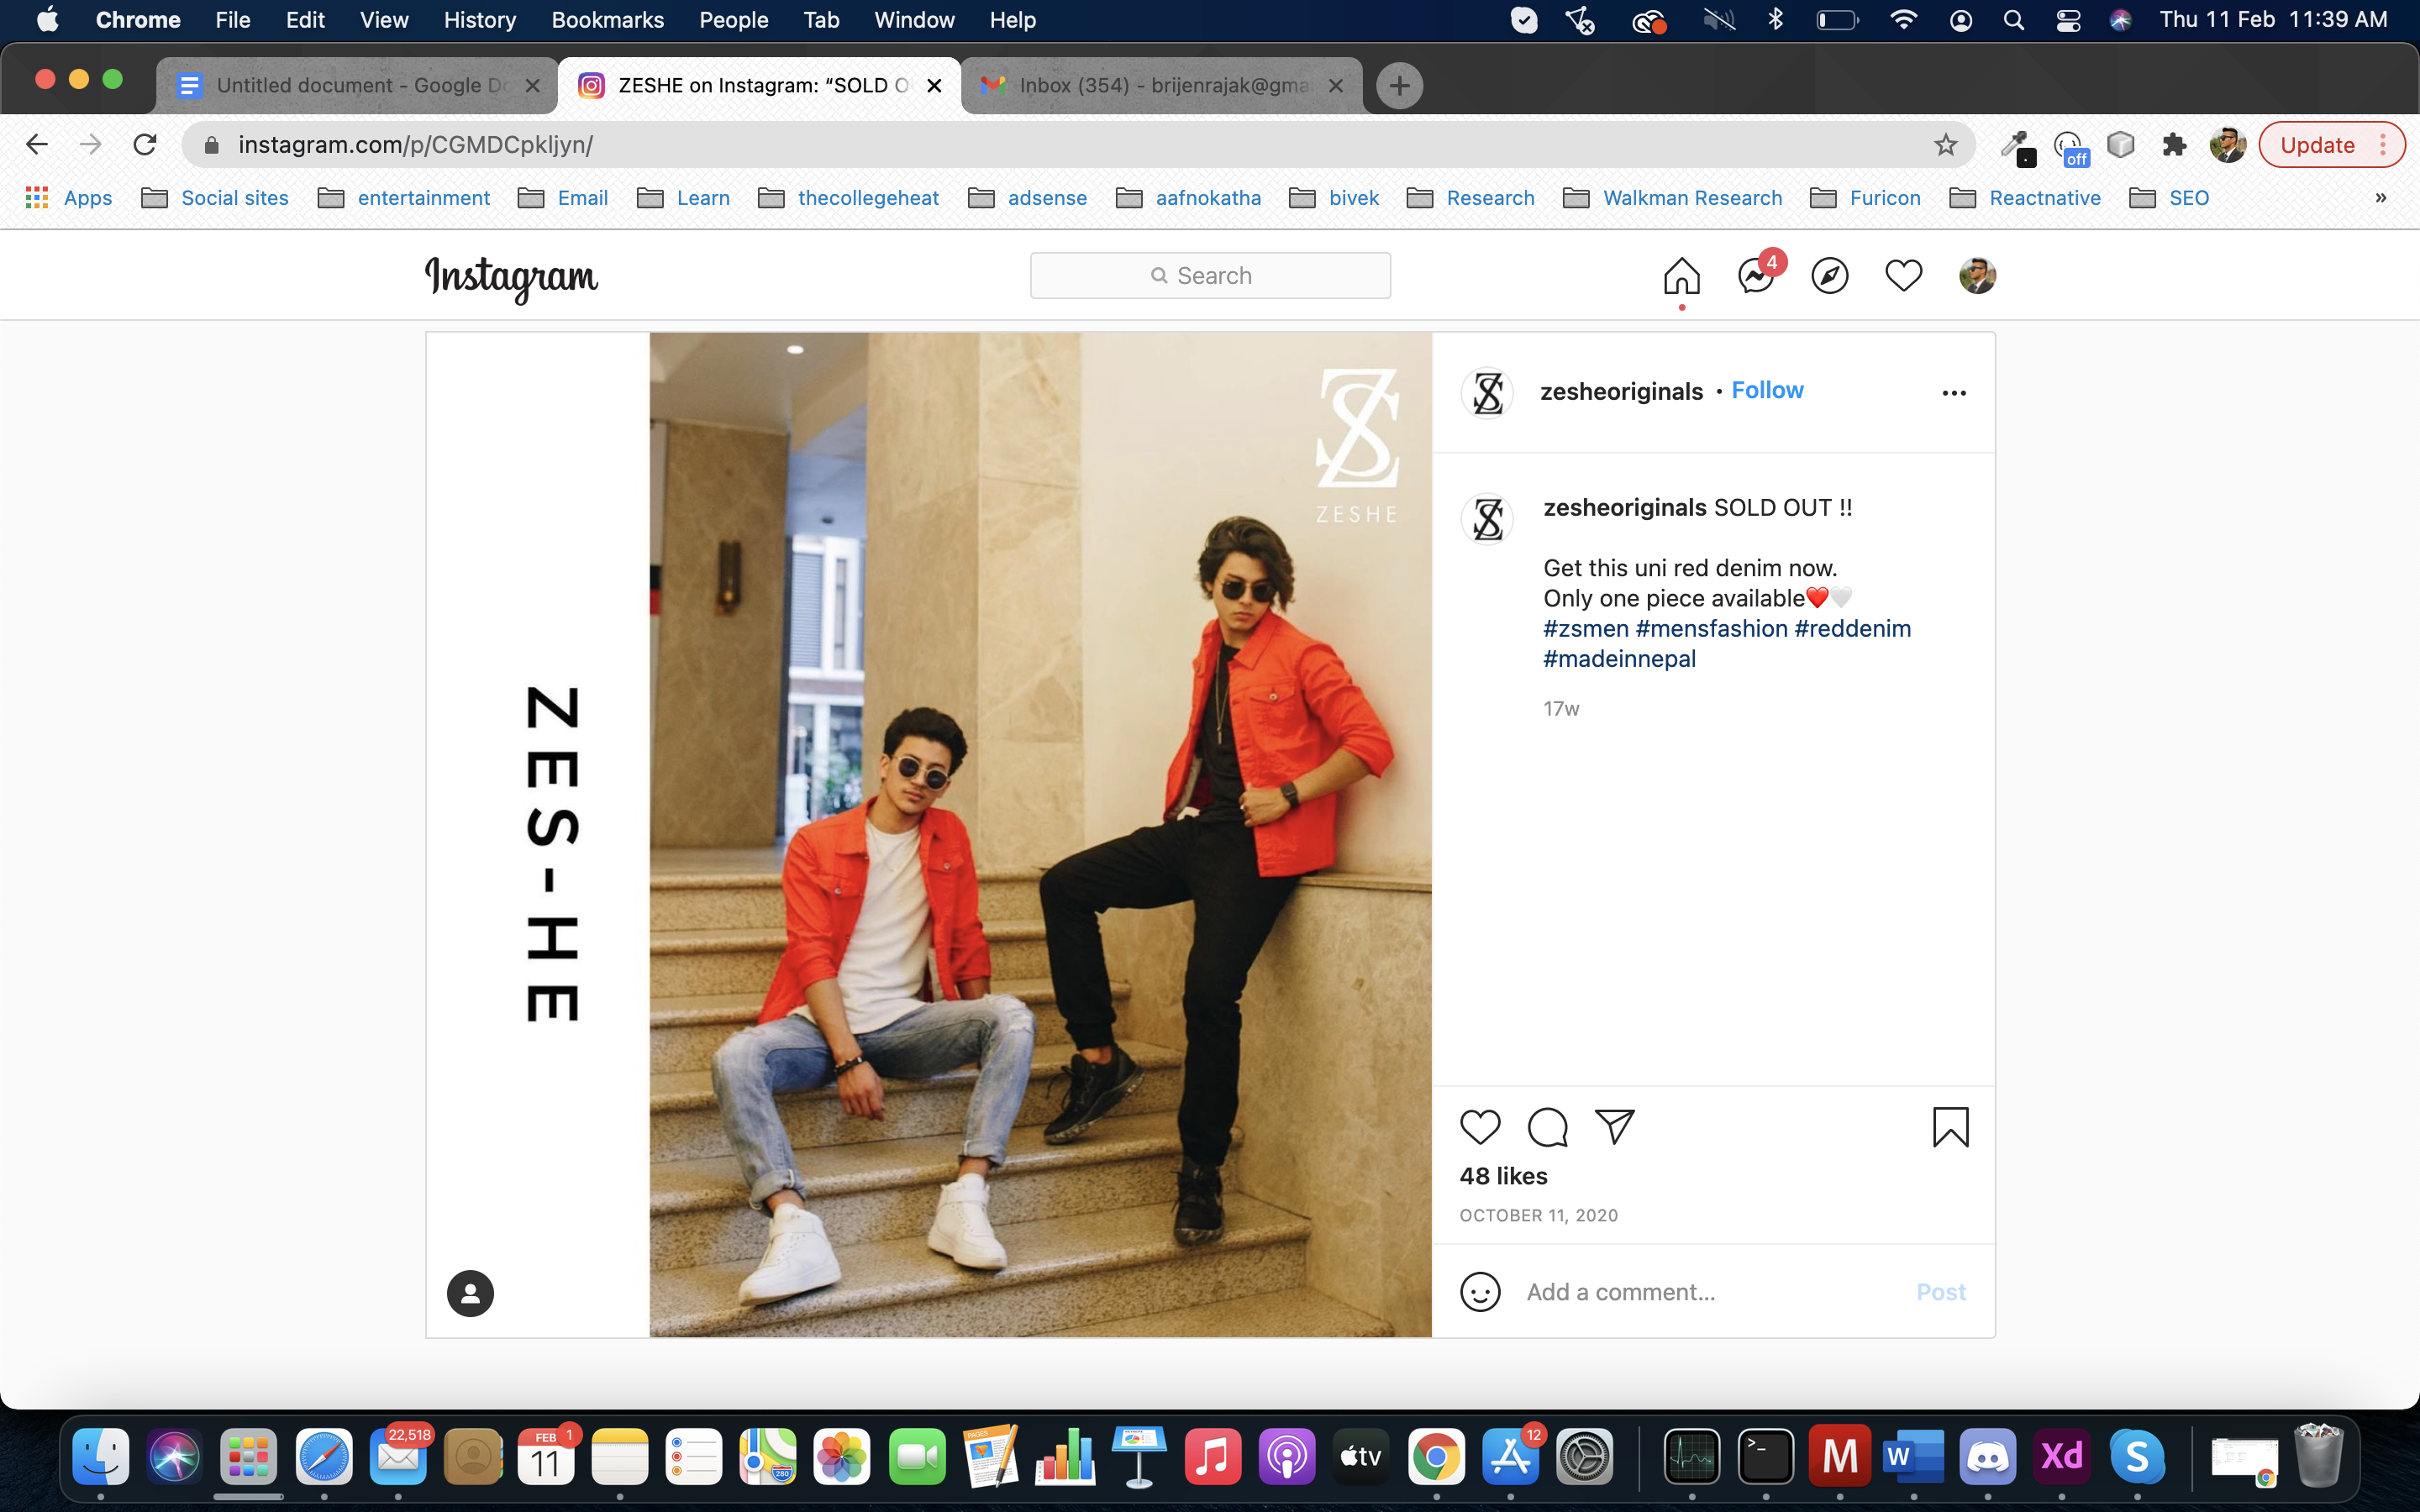 Chrome File Edit View History Bookmarks People Tab Window Help Thu 11 Feb 11:39 AM
Untitled document - Google Do ZESHE on Instagram: “SOLD O Inbox (354) - brijenrajak@gma
instagram.com/p/CGMDCpkljyn/ off Update
Apps Social sites entertainment Email Learn thecollegeheat adsense aafnokatha bivek Research Walkman Research Furicon Reactnative SEO »
Instagram Search 4
ZES-HE
ZS
ZESHE
zesheoriginals • Follow
zesheoriginals SOLD OUT !!
Get this uni red denim now.
Only one piece available❤️🤍
#zsmen #mensfashion #reddenim
#madeinnepal
17w
48 likes
OCTOBER 11, 2020
Add a comment... Post
22,518 FEB 1 11 PAGES 280 tv 12 >_ M W Xd S